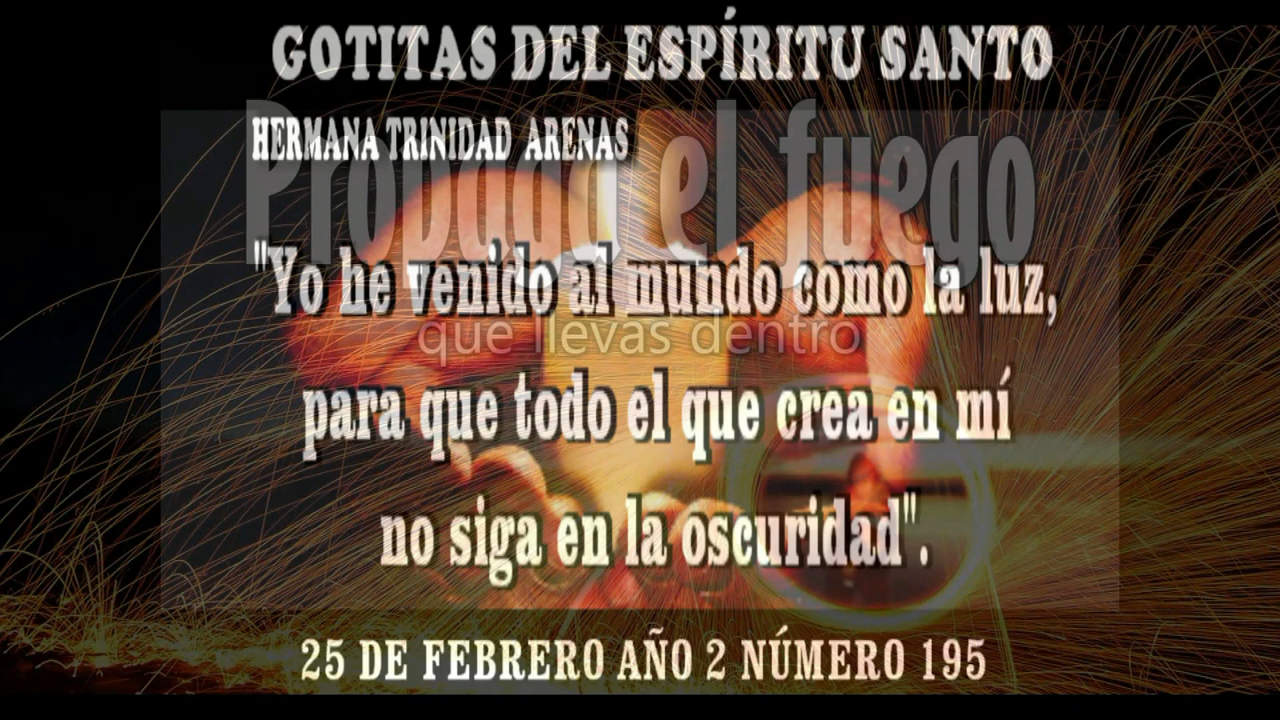 GOTITAS DEL ESPÍRITU SANTO
HERMANA TRINIDAD ARENAS
Propaga el fuego
"Yo he venido al mundo como la luz,
que llevas dentro
para que todo el que crea en mí
no siga en la oscuridad".
25 DE FEBRERO AÑO 2 NÚMERO 195